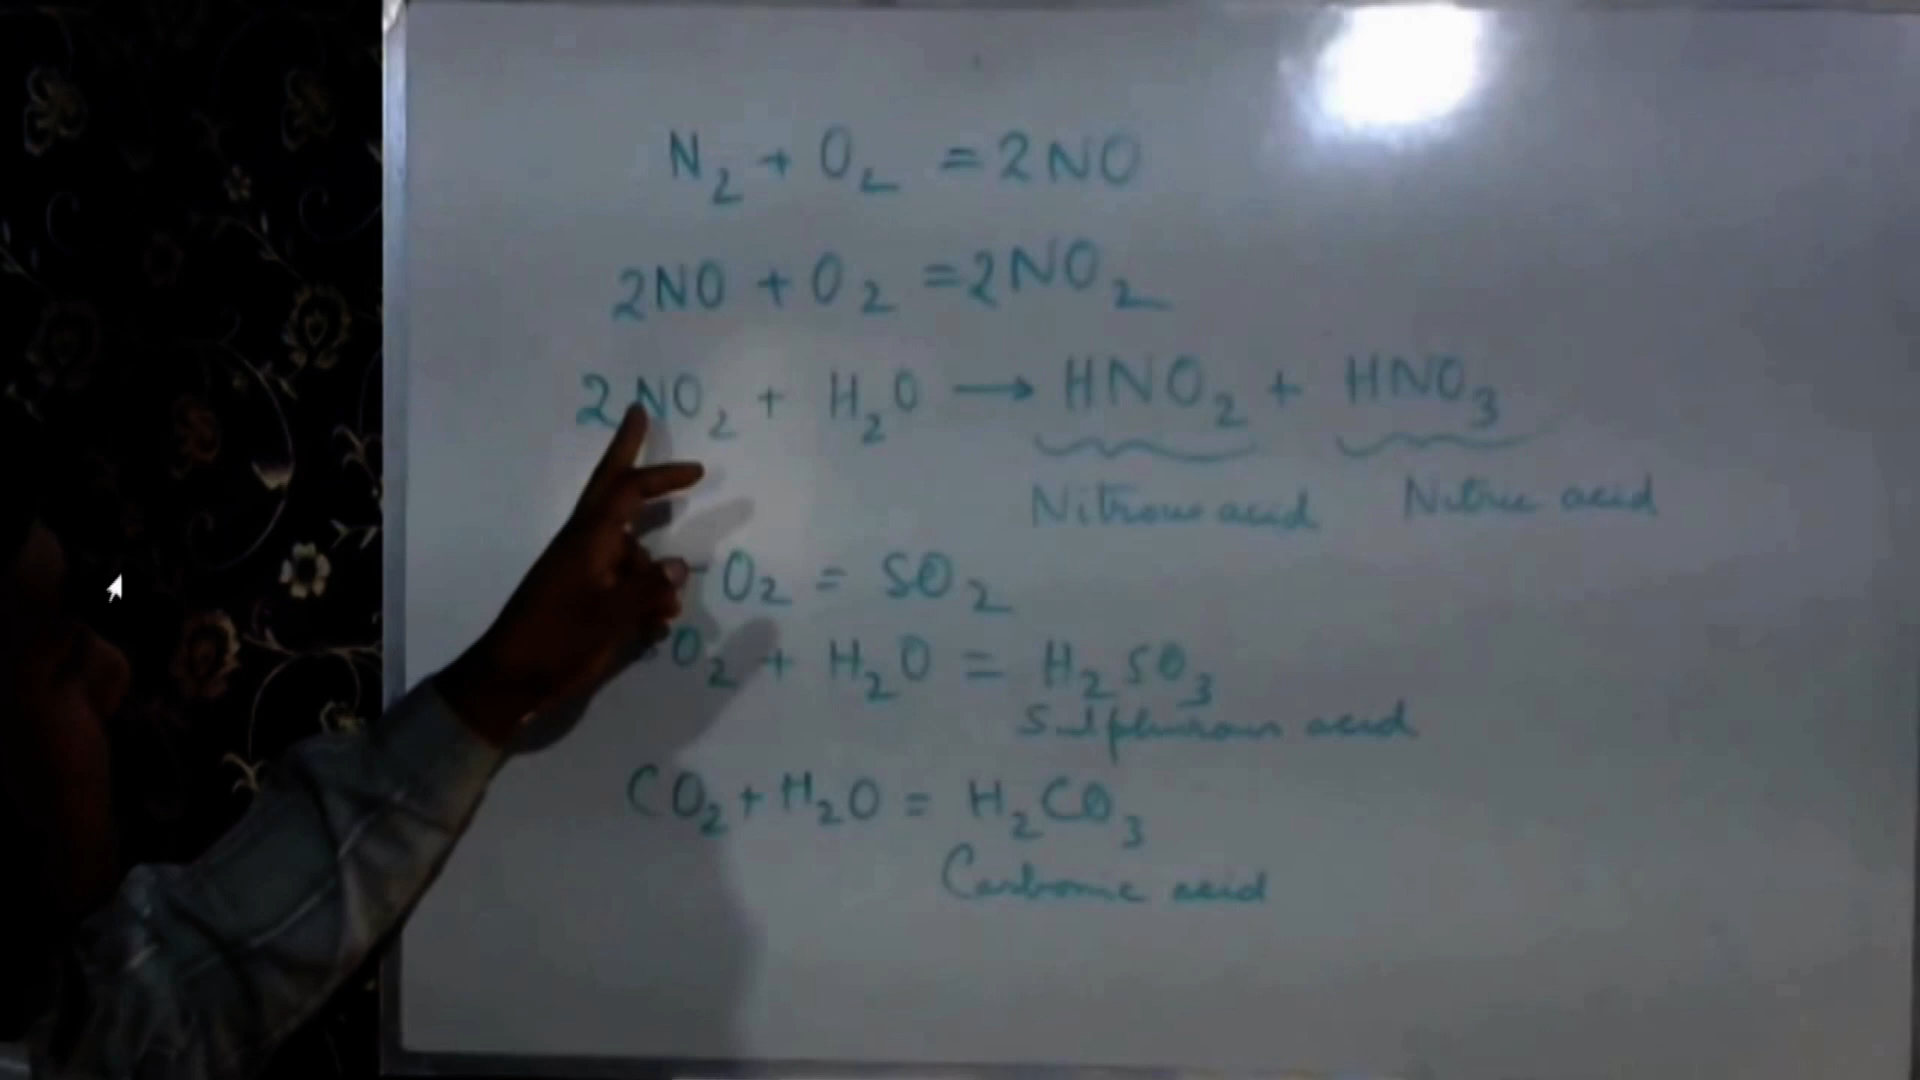 N₂ + O₂ = 2NO
2NO + O₂ = 2NO₂
2NO₂ + H₂O → HNO₂ + HNO₃
Nitrous acid Nitric acid
O₂ = SO₂
O₂ + H₂O = H₂SO₃
Sulphurous acid
CO₂ + H₂O = H₂CO₃
Carbonic acid